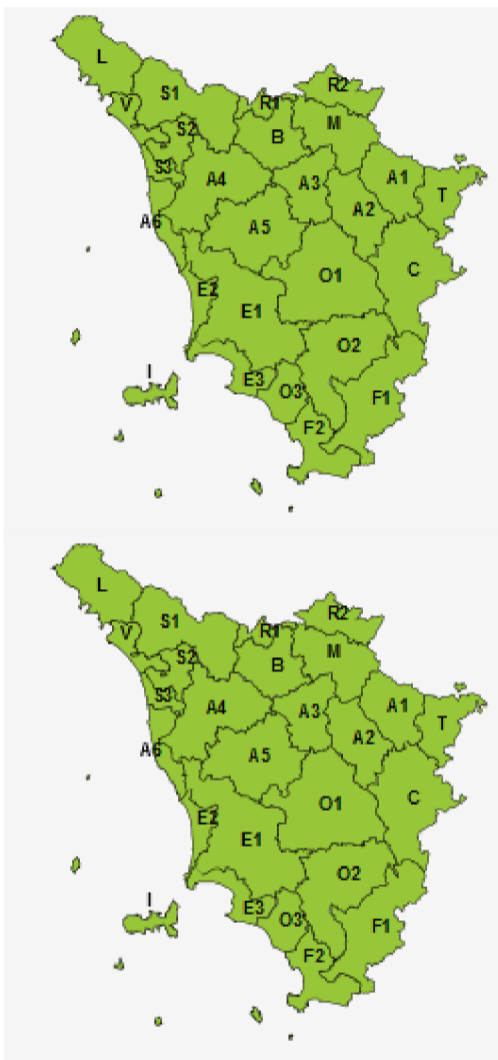 L
R2
V
S1
R1
S2
B
M
S3
A4
A3
A1
A2
T
A6
A5
O1
C
E2
E1
O2
I
E3
O3
F1
F2
L
R2
V
S1
R1
S2
B
M
S3
A4
A3
A1
A2
T
A6
A5
O1
C
E2
E1
O2
I
E3
O3
F1
F2